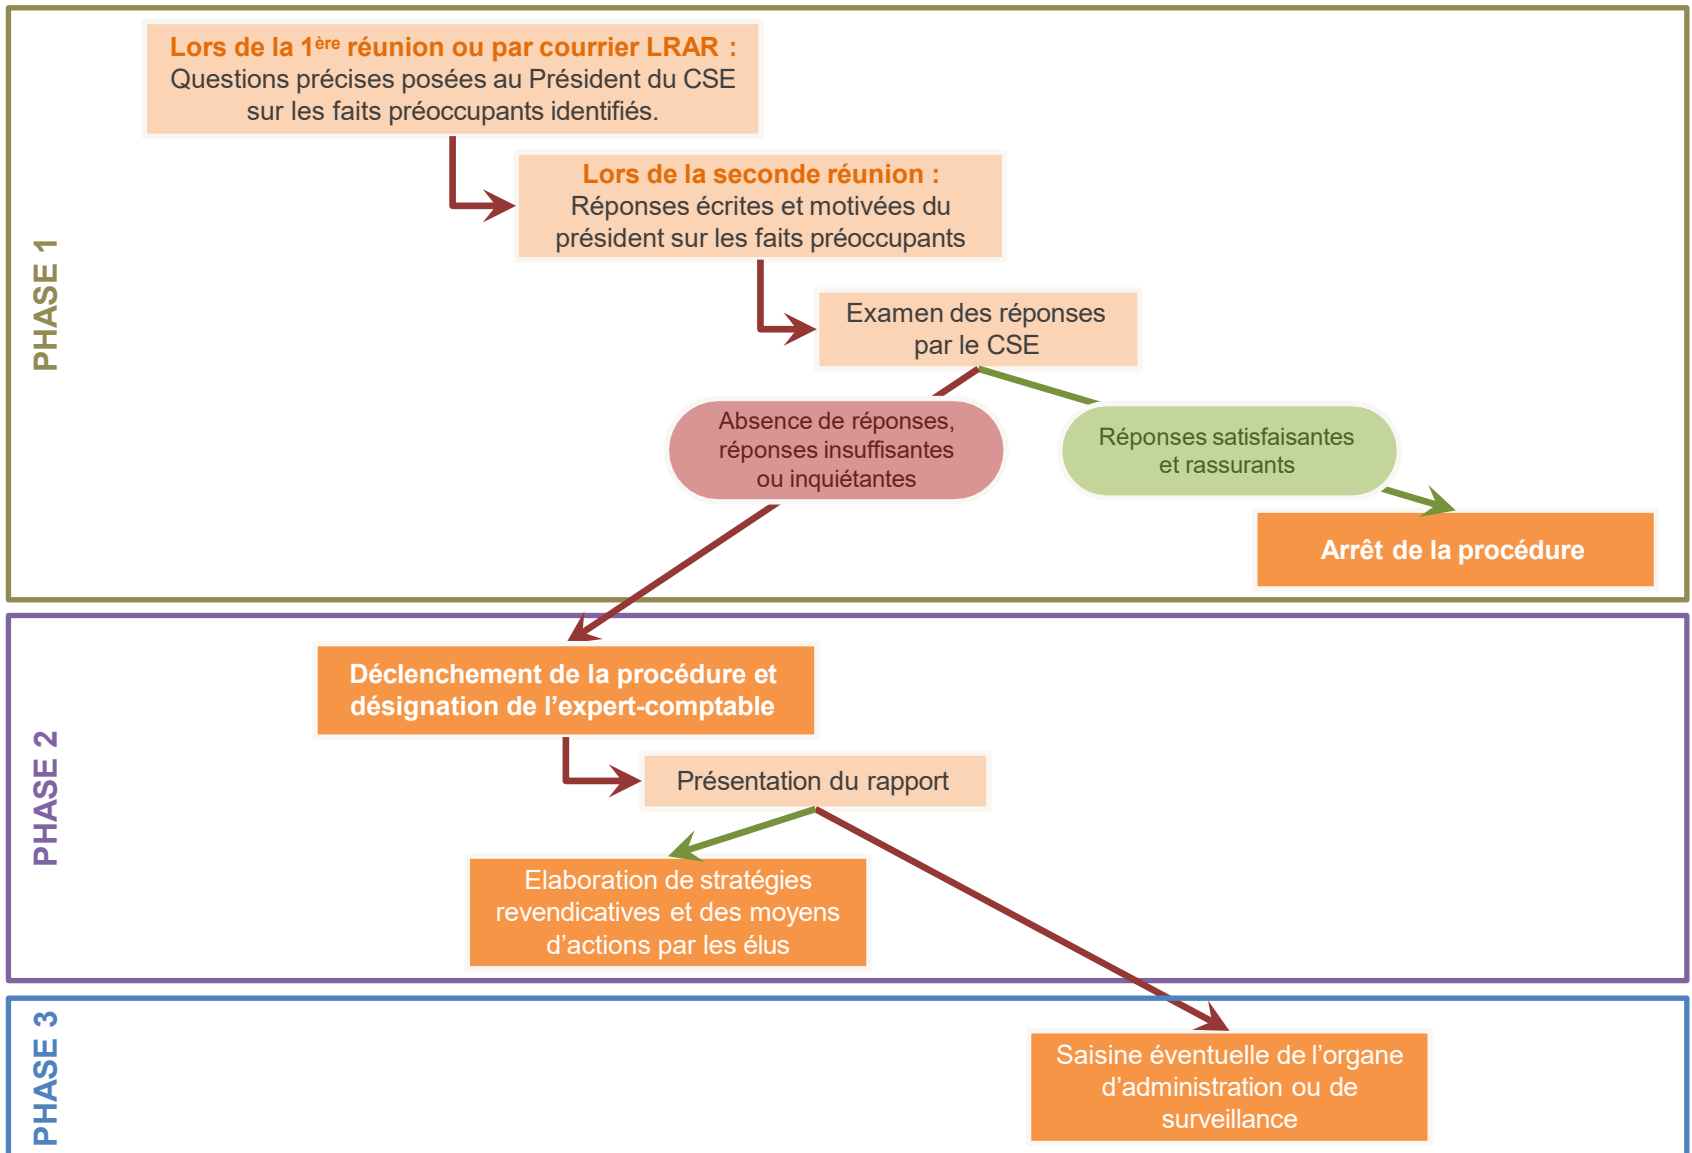 PHASE 1
Lors de la 1ère réunion ou par courrier LRAR :
Questions précises posées au Président du CSE
sur les faits préoccupants identifiés.
Lors de la seconde réunion :
Réponses écrites et motivées du
président sur les faits préoccupants
Examen des réponses
par le CSE
Absence de réponses,
réponses insuffisantes
ou inquiétantes
Réponses satisfaisantes
et rassurants
Arrêt de la procédure
PHASE 2
Déclenchement de la procédure et
désignation de l’expert-comptable
Présentation du rapport
Elaboration de stratégies
revendicatives et des moyens
d’actions par les élus
PHASE 3
Saisine éventuelle de l’organe
d’administration ou de
surveillance